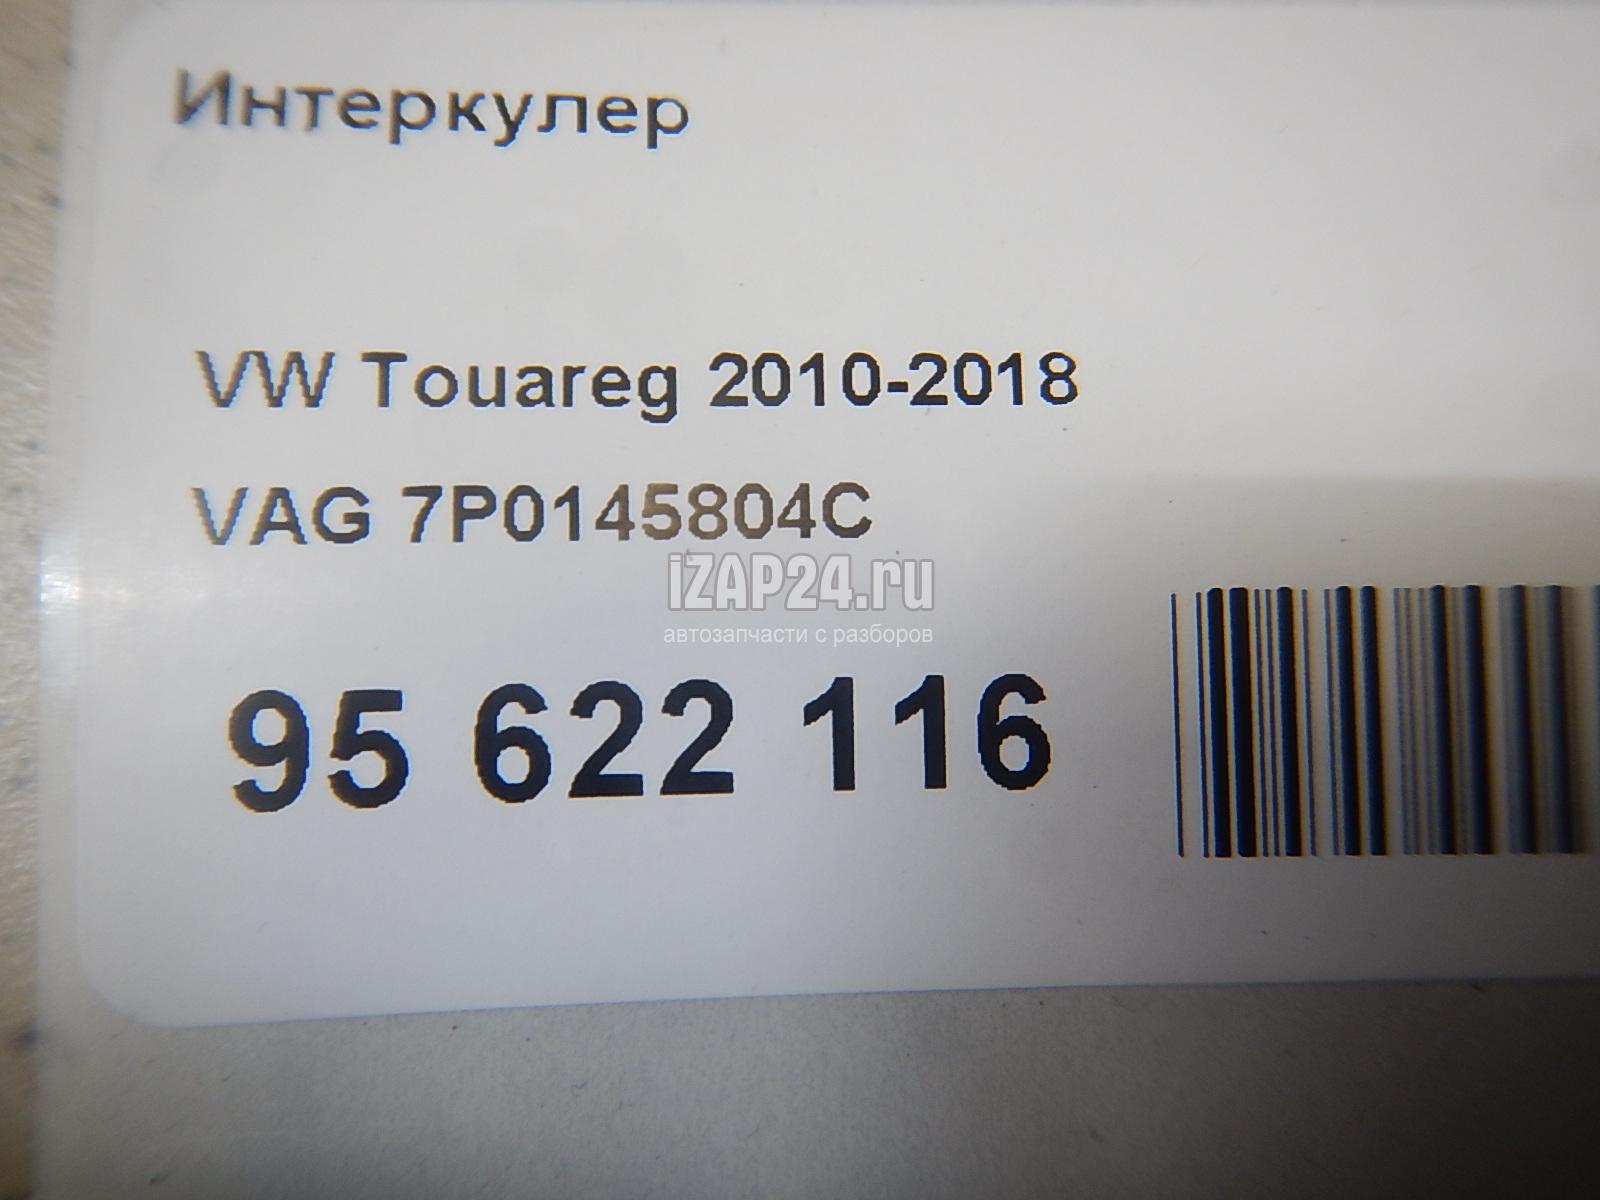 Интеркулер
VW Touareg 2010-2018
VAG 7P0145804C
iZAP24.ru
автозапчасти с разборов
95 622 116